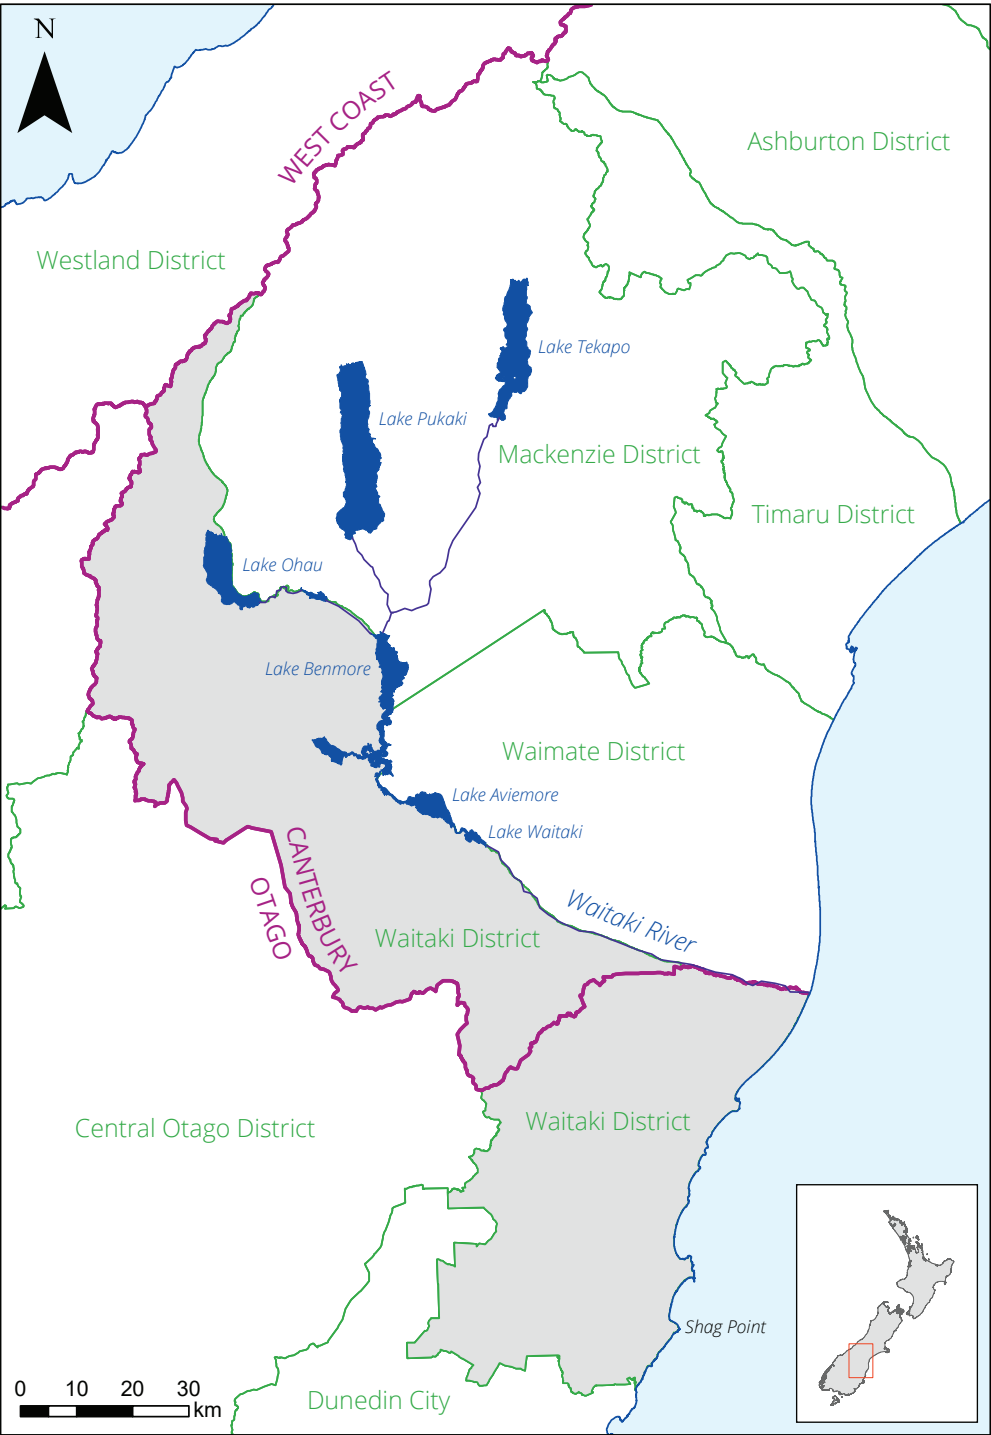 N
WEST COAST
Ashburton District
Westland District
Lake Tekapo
Lake Pukaki
Mackenzie District
Timaru District
Lake Ohau
Lake Benmore
Waimate District
Lake Aviemore
Lake Waitaki
CANTERBURY
OTAGO
Waitaki River
Waitaki District
Central Otago District
Waitaki District
Shag Point
0 10 20 30
km
Dunedin City